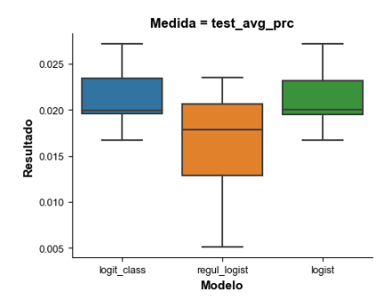 Medida = test_avg_prc
0.025
0.020
0.015
0.010
0.005
Resultado
logit_class regul_logist logist
Modelo